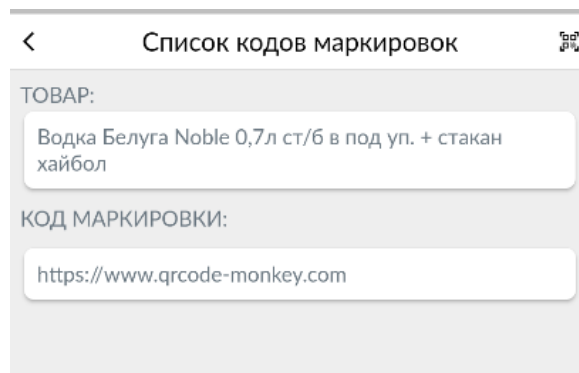 Список кодов маркировок
ТОВАР:
Водка Белуга Noble 0,7л ст/б в под уп. + стакан
хайбол
КОД МАРКИРОВКИ:
https://www.qrcode-monkey.com